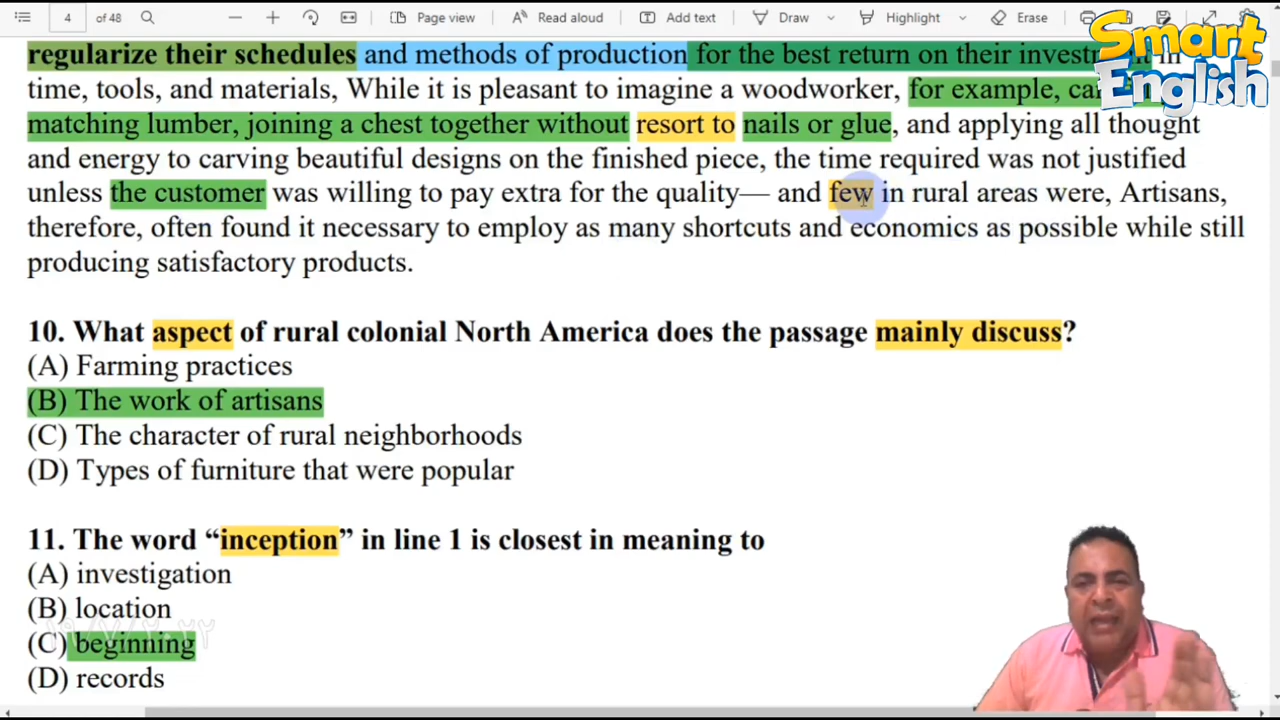 4 of 48 Page view Read aloud Add text Draw Highlight Erase
Smart
English
regularize their schedules and methods of production for the best return on their in
time, tools, and materials, While it is pleasant to imagine a woodworker, for example,
matching lumber, joining a chest together without resort to nails or glue, and applying all thought
and energy to carving beautiful designs on the finished piece, the time required was not justified
unless the customer was willing to pay extra for the quality— and few in rural areas were, Artisans,
therefore, often found it necessary to employ as many shortcuts and economics as possible while still
producing satisfactory products.
10. What aspect of rural colonial North America does the passage mainly discuss?
(A) Farming practices
(B) The work of artisans
(C) The character of rural neighborhoods
(D) Types of furniture that were popular
11. The word “inception” in line 1 is closest in meaning to
(A) investigation
(B) location
١٩/٧/٢٠٢٢
(C) beginning
(D) records